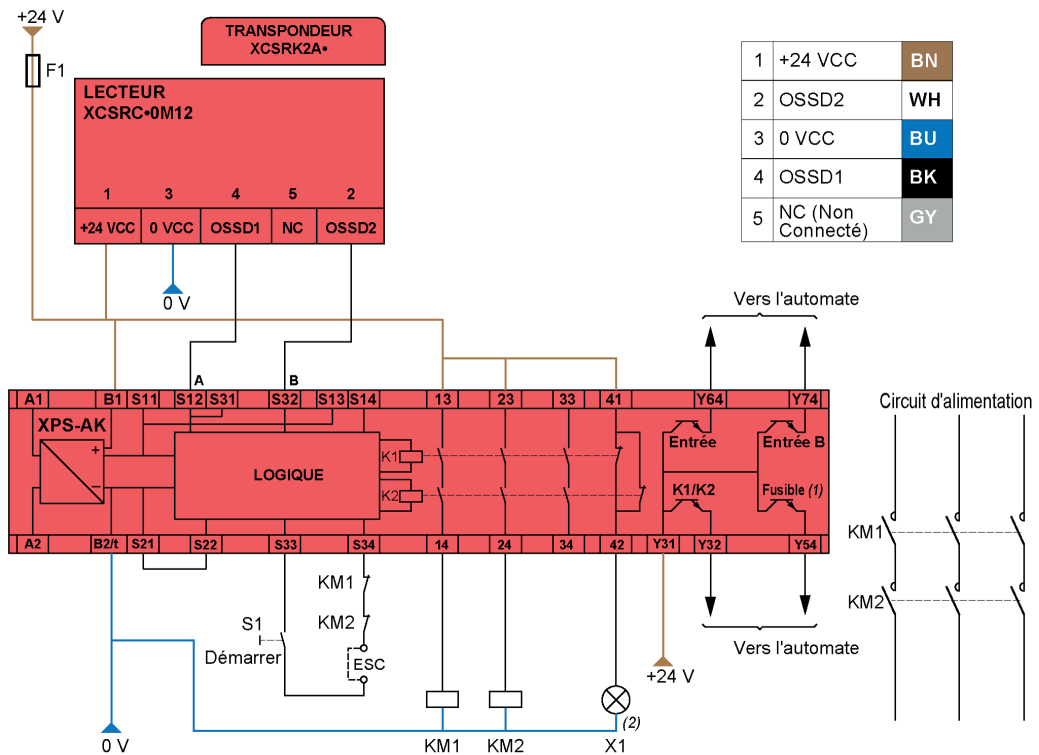 +24 V
F1
TRANSPONDEUR
XCSRK2A•
LECTEUR
XCSRC•0M12
1 3 4 5 2
+24 VCC 0 VCC OSSD1 NC OSSD2
0 V
1 +24 VCC BN
2 OSSD2 WH
3 0 VCC BU
4 OSSD1 BK
5 NC (Non Connecté) GY
Vers l'automate
A B
A1 B1 S11 S12 S31 S32 S13 S14 13 23 33 41 Y64 Y74
XPS-AK
+
–
LOGIQUE
K1
K2
Entrée
Entrée B
K1/K2
Fusible (1)
A2 B2/t S21 S22 S33 S34 14 24 34 42 Y31 Y32 Y54
Circuit d'alimentation
KM1
KM2
KM1
KM2
S1
Démarrer
ESC
Vers l'automate
+24 V
(2)
0 V
KM1 KM2 X1